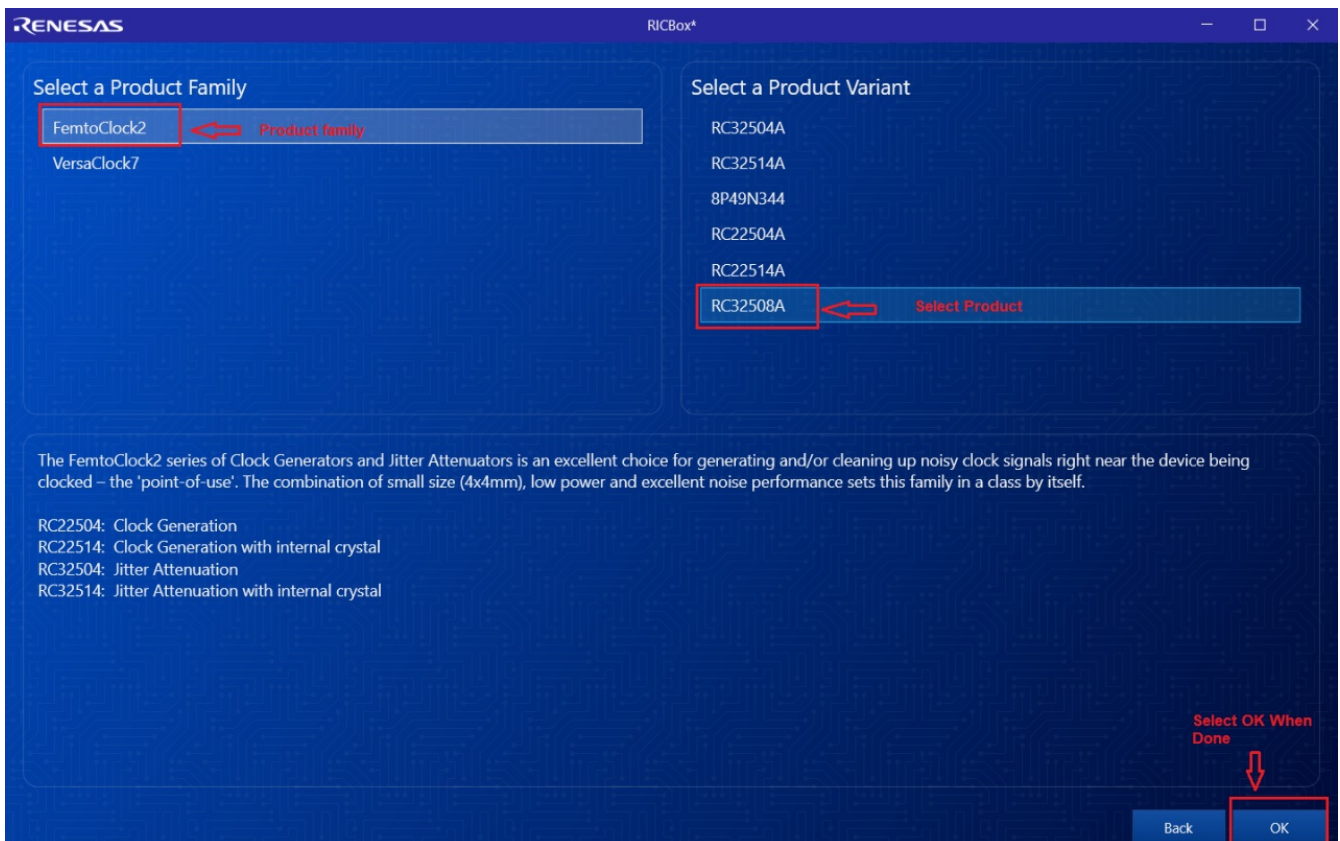 RENESAS
RICBox*
Select a Product Family
FemtoClock2
Product family
VersaClock7
Select a Product Variant
RC32504A
RC32514A
8P49N344
RC22504A
RC22514A
RC32508A
Select Product
The FemtoClock2 series of Clock Generators and Jitter Attenuators is an excellent choice for generating and/or cleaning up noisy clock signals right near the device being
clocked – the 'point-of-use'. The combination of small size (4x4mm), low power and excellent noise performance sets this family in a class by itself.
RC22504: Clock Generation
RC22514: Clock Generation with internal crystal
RC32504: Jitter Attenuation
RC32514: Jitter Attenuation with internal crystal
Select OK When
Done
Back
OK